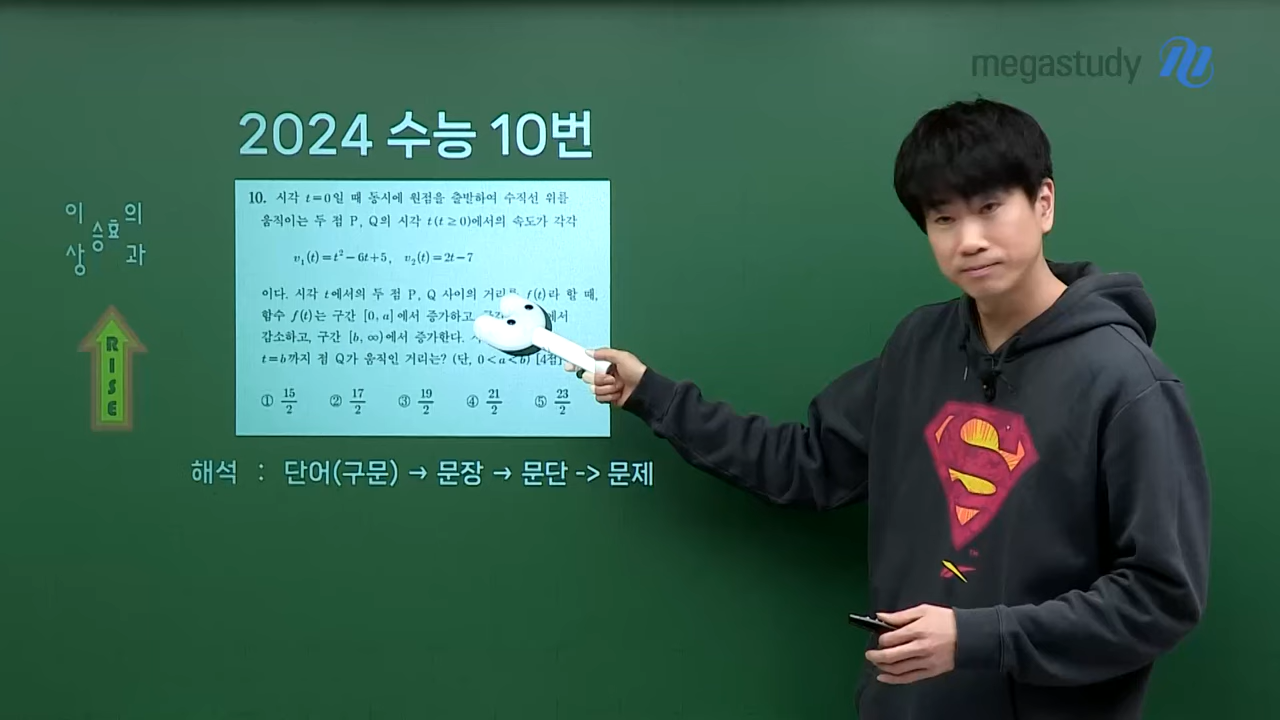 megastudy
2024 수능 10번
이승효의
상과
10. 시각 t=0일 때 동시에 원점을 출발하여 수직선 위를
움직이는 두 점 P, Q의 시각 t(t≥0)에서의 속도가 각각
v₁(t)=t²-6t+5, v₂(t)=2t-7
이다. 시각 t에서의 두 점 P, Q 사이의 거리를 f(t)라 할 때,
함수 f(t)는 구간 [0, a]에서 증가하고, 에서
감소하고, 구간 [b, ∞)에서 증가한다.
t=b까지 점 Q가 움직인 거리는? (단, 0<a<b) [4점]
① 15/2 ② 17/2 ③ 19/2 ④ 21/2 ⑤ 23/2
RISE
해석 : 단어(구문) → 문장 → 문단 -> 문제
S
TM